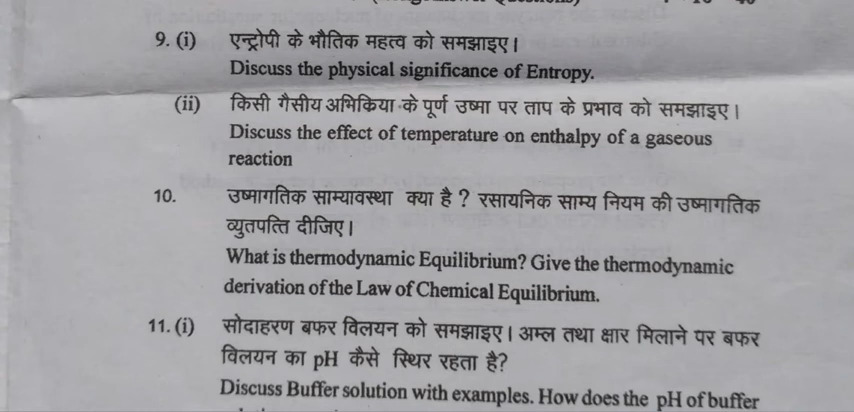 9. (i) एन्ट्रोपी के भौतिक महत्व को समझाइए।
Discuss the physical significance of Entropy.
(ii) किसी गैसीय अभिकिया के पूर्ण उष्मा पर ताप के प्रभाव को समझाइए।
Discuss the effect of temperature on enthalpy of a gaseous
reaction
10. उष्मागतिक साम्यावस्था क्या है ? रसायनिक साम्य नियम की उष्मागतिक
व्युतपत्ति दीजिए।
What is thermodynamic Equilibrium? Give the thermodynamic
derivation of the Law of Chemical Equilibrium.
11. (i) सोदाहरण बफर विलयन को समझाइए। अम्ल तथा क्षार मिलाने पर बफर
विलयन का pH कैसे स्थिर रहता है?
Discuss Buffer solution with examples. How does the pH of buffer